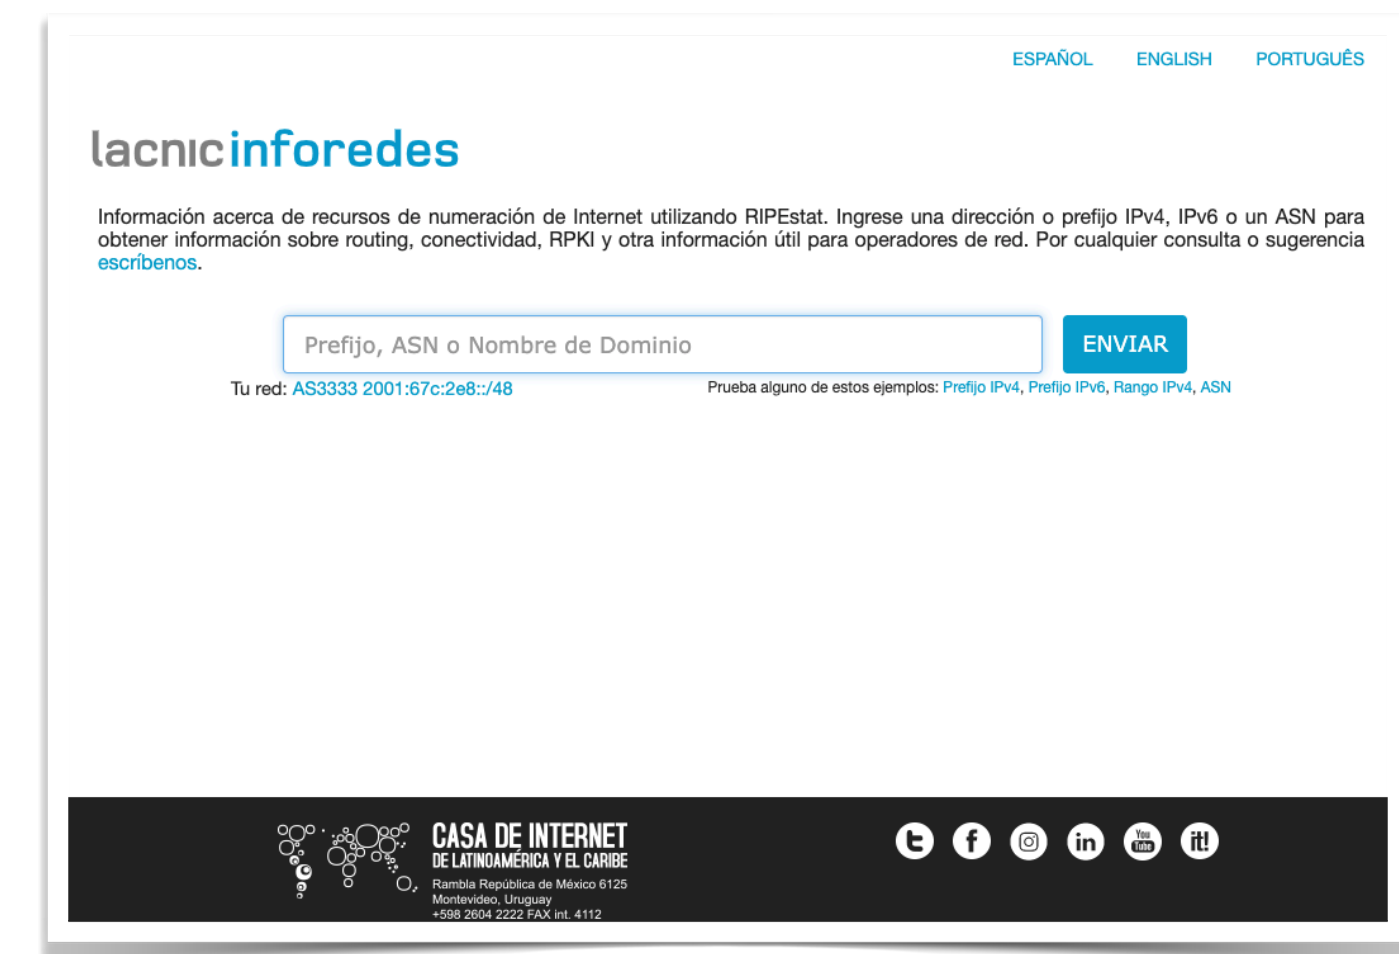 ESPAÑOL ENGLISH PORTUGUÊS
lacnicinforedes
Información acerca de recursos de numeración de Internet utilizando RIPEstat. Ingrese una dirección o prefijo IPv4, IPv6 o un ASN para
obtener información sobre routing, conectividad, RPKI y otra información útil para operadores de red. Por cualquier consulta o sugerencia
escríbenos.
Prefijo, ASN o Nombre de Dominio
ENVIAR
Tu red: AS3333 2001:67c:2e8::/48
Prueba alguno de estos ejemplos: Prefijo IPv4, Prefijo IPv6, Rango IPv4, ASN
CASA DE INTERNET
DE LATINOAMÉRICA Y EL CARIBE
Rambla República de México 6125
Montevideo, Uruguay
+598 2604 2222 FAX int. 4112
f
in
You
Tube
it!